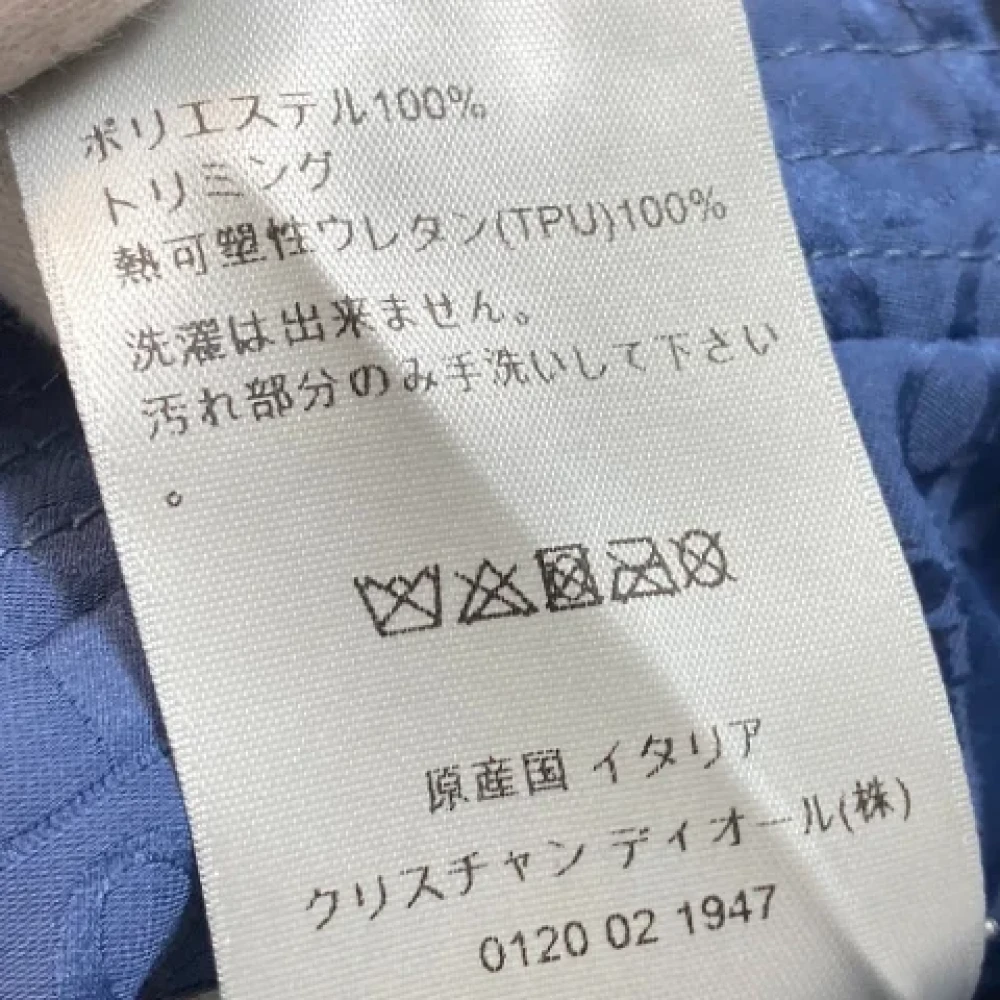 ポリエステル100%
トリミング
熱可塑性ウレタン(TPU)100%
洗濯は出来ません。
汚れ部分のみ手洗いして下さい
。
原産国 イタリア
クリスチャン ディオール(株)
0120 02 1947